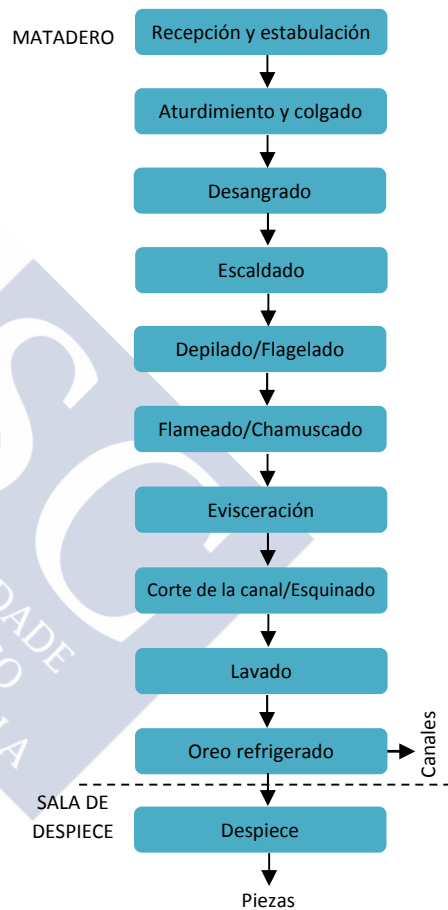 MATADERO
Recepción y estabulación
Aturdimiento y colgado
Desangrado
Escaldado
Depilado/Flagelado
Flameado/Chamuscado
Evisceración
Corte de la canal/Esquinado
Lavado
Oreo refrigerado
Canales
SALA DE
DESPIECE
Despiece
Piezas